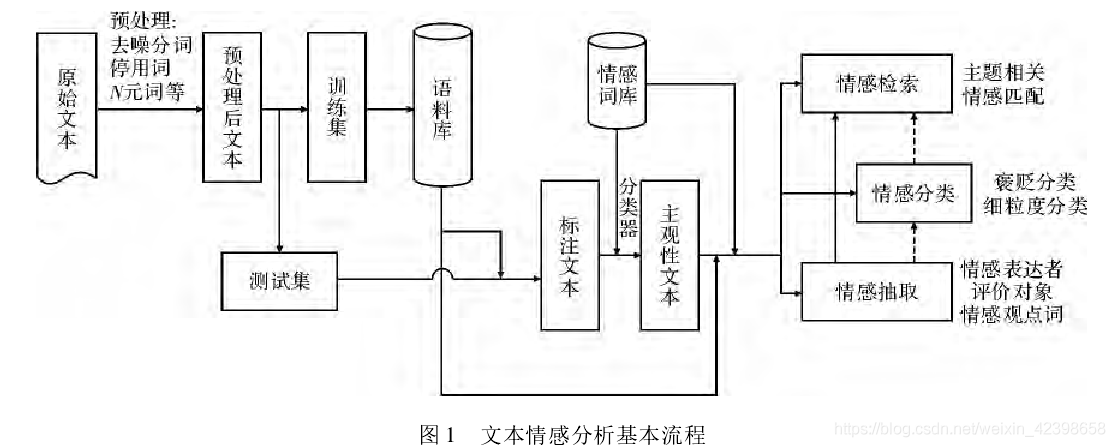 预处理:
去噪分词
停用词
N元词等
原始文本
预处理后文本
训练集
语料库
测试集
情感
词库
标注文本
分类器
主观性文本
情感检索
主题相关
情感匹配
情感分类
褒贬分类
细粒度分类
情感抽取
情感表达者
评价对象
情感观点词
图1 文本情感分析基本流程
https://blog.csdn.net/weixin_42398658